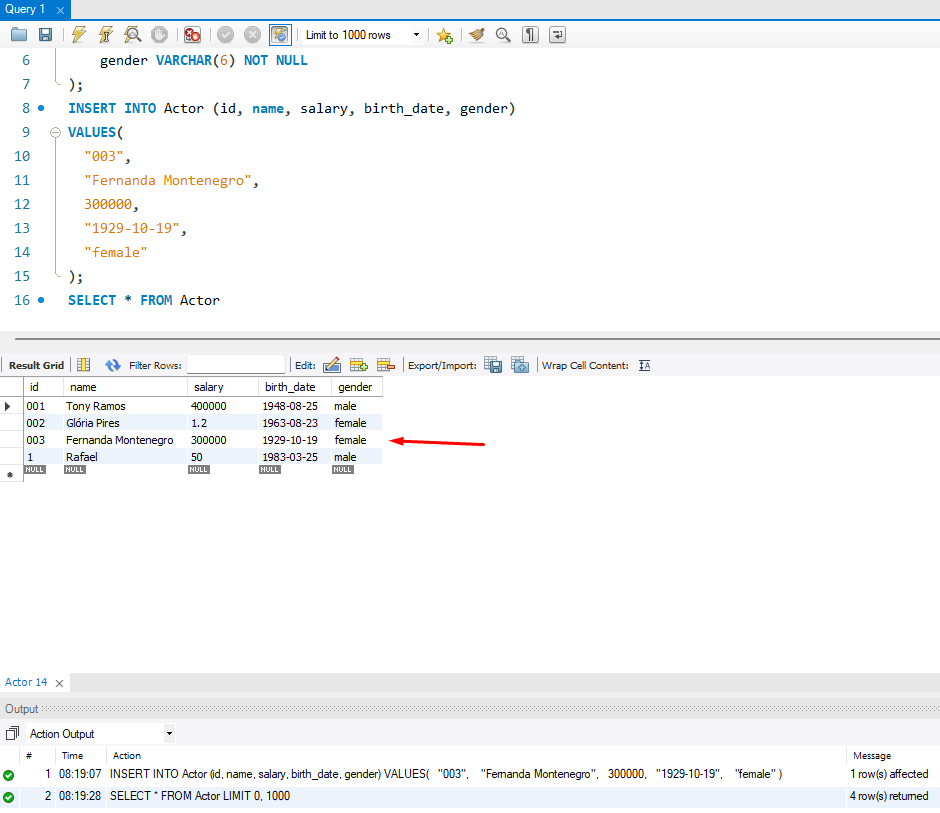 Query 1
Limit to 1000 rows
6 gender VARCHAR(6) NOT NULL
7 );
8 INSERT INTO Actor (id, name, salary, birth_date, gender)
9 VALUES(
10 "003",
11 "Fernanda Montenegro",
12 300000,
13 "1929-10-19",
14 "female"
15 );
16 SELECT * FROM Actor
Result Grid Filter Rows: Edit: Export/Import: Wrap Cell Content:
id name salary birth_date gender
001 Tony Ramos 400000 1948-08-25 male
002 Glória Pires 1.2 1963-08-23 female
003 Fernanda Montenegro 300000 1929-10-19 female
1 Rafael 50 1983-03-25 male
NULL NULL NULL NULL NULL
Actor 14
Output
Action Output
# Time Action Message
1 08:19:07 INSERT INTO Actor (id, name, salary, birth_date, gender) VALUES( "003", "Fernanda Montenegro", 300000, "1929-10-19", "female" ) 1 row(s) affected
2 08:19:28 SELECT * FROM Actor LIMIT 0, 1000 4 row(s) returned